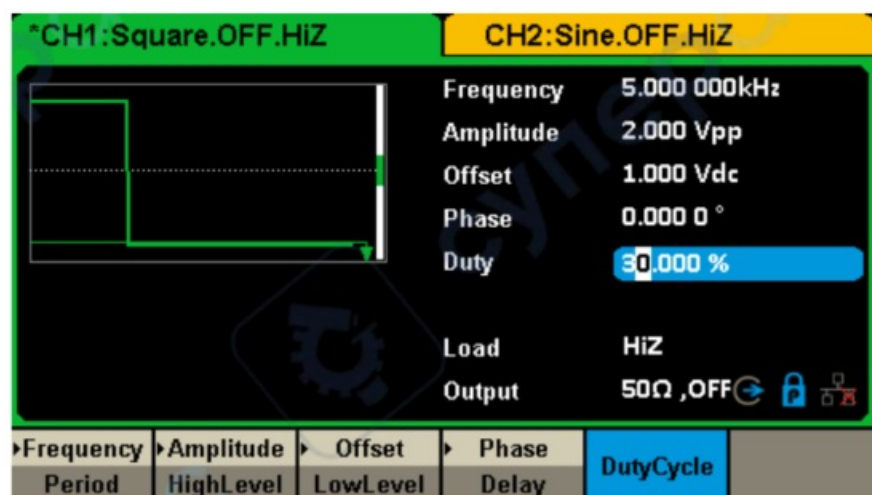 *CH1:Square.OFF.HiZ CH2:Sine.OFF.HiZ
Frequency 5.000 000kHz
Amplitude 2.000 Vpp
Offset 1.000 Vdc
Phase 0.000 0 °
Duty 30.000 %
Load HiZ
Output 50Ω ,OFF P
Frequency Amplitude Offset Phase DutyCycle
Period HighLevel LowLevel Delay